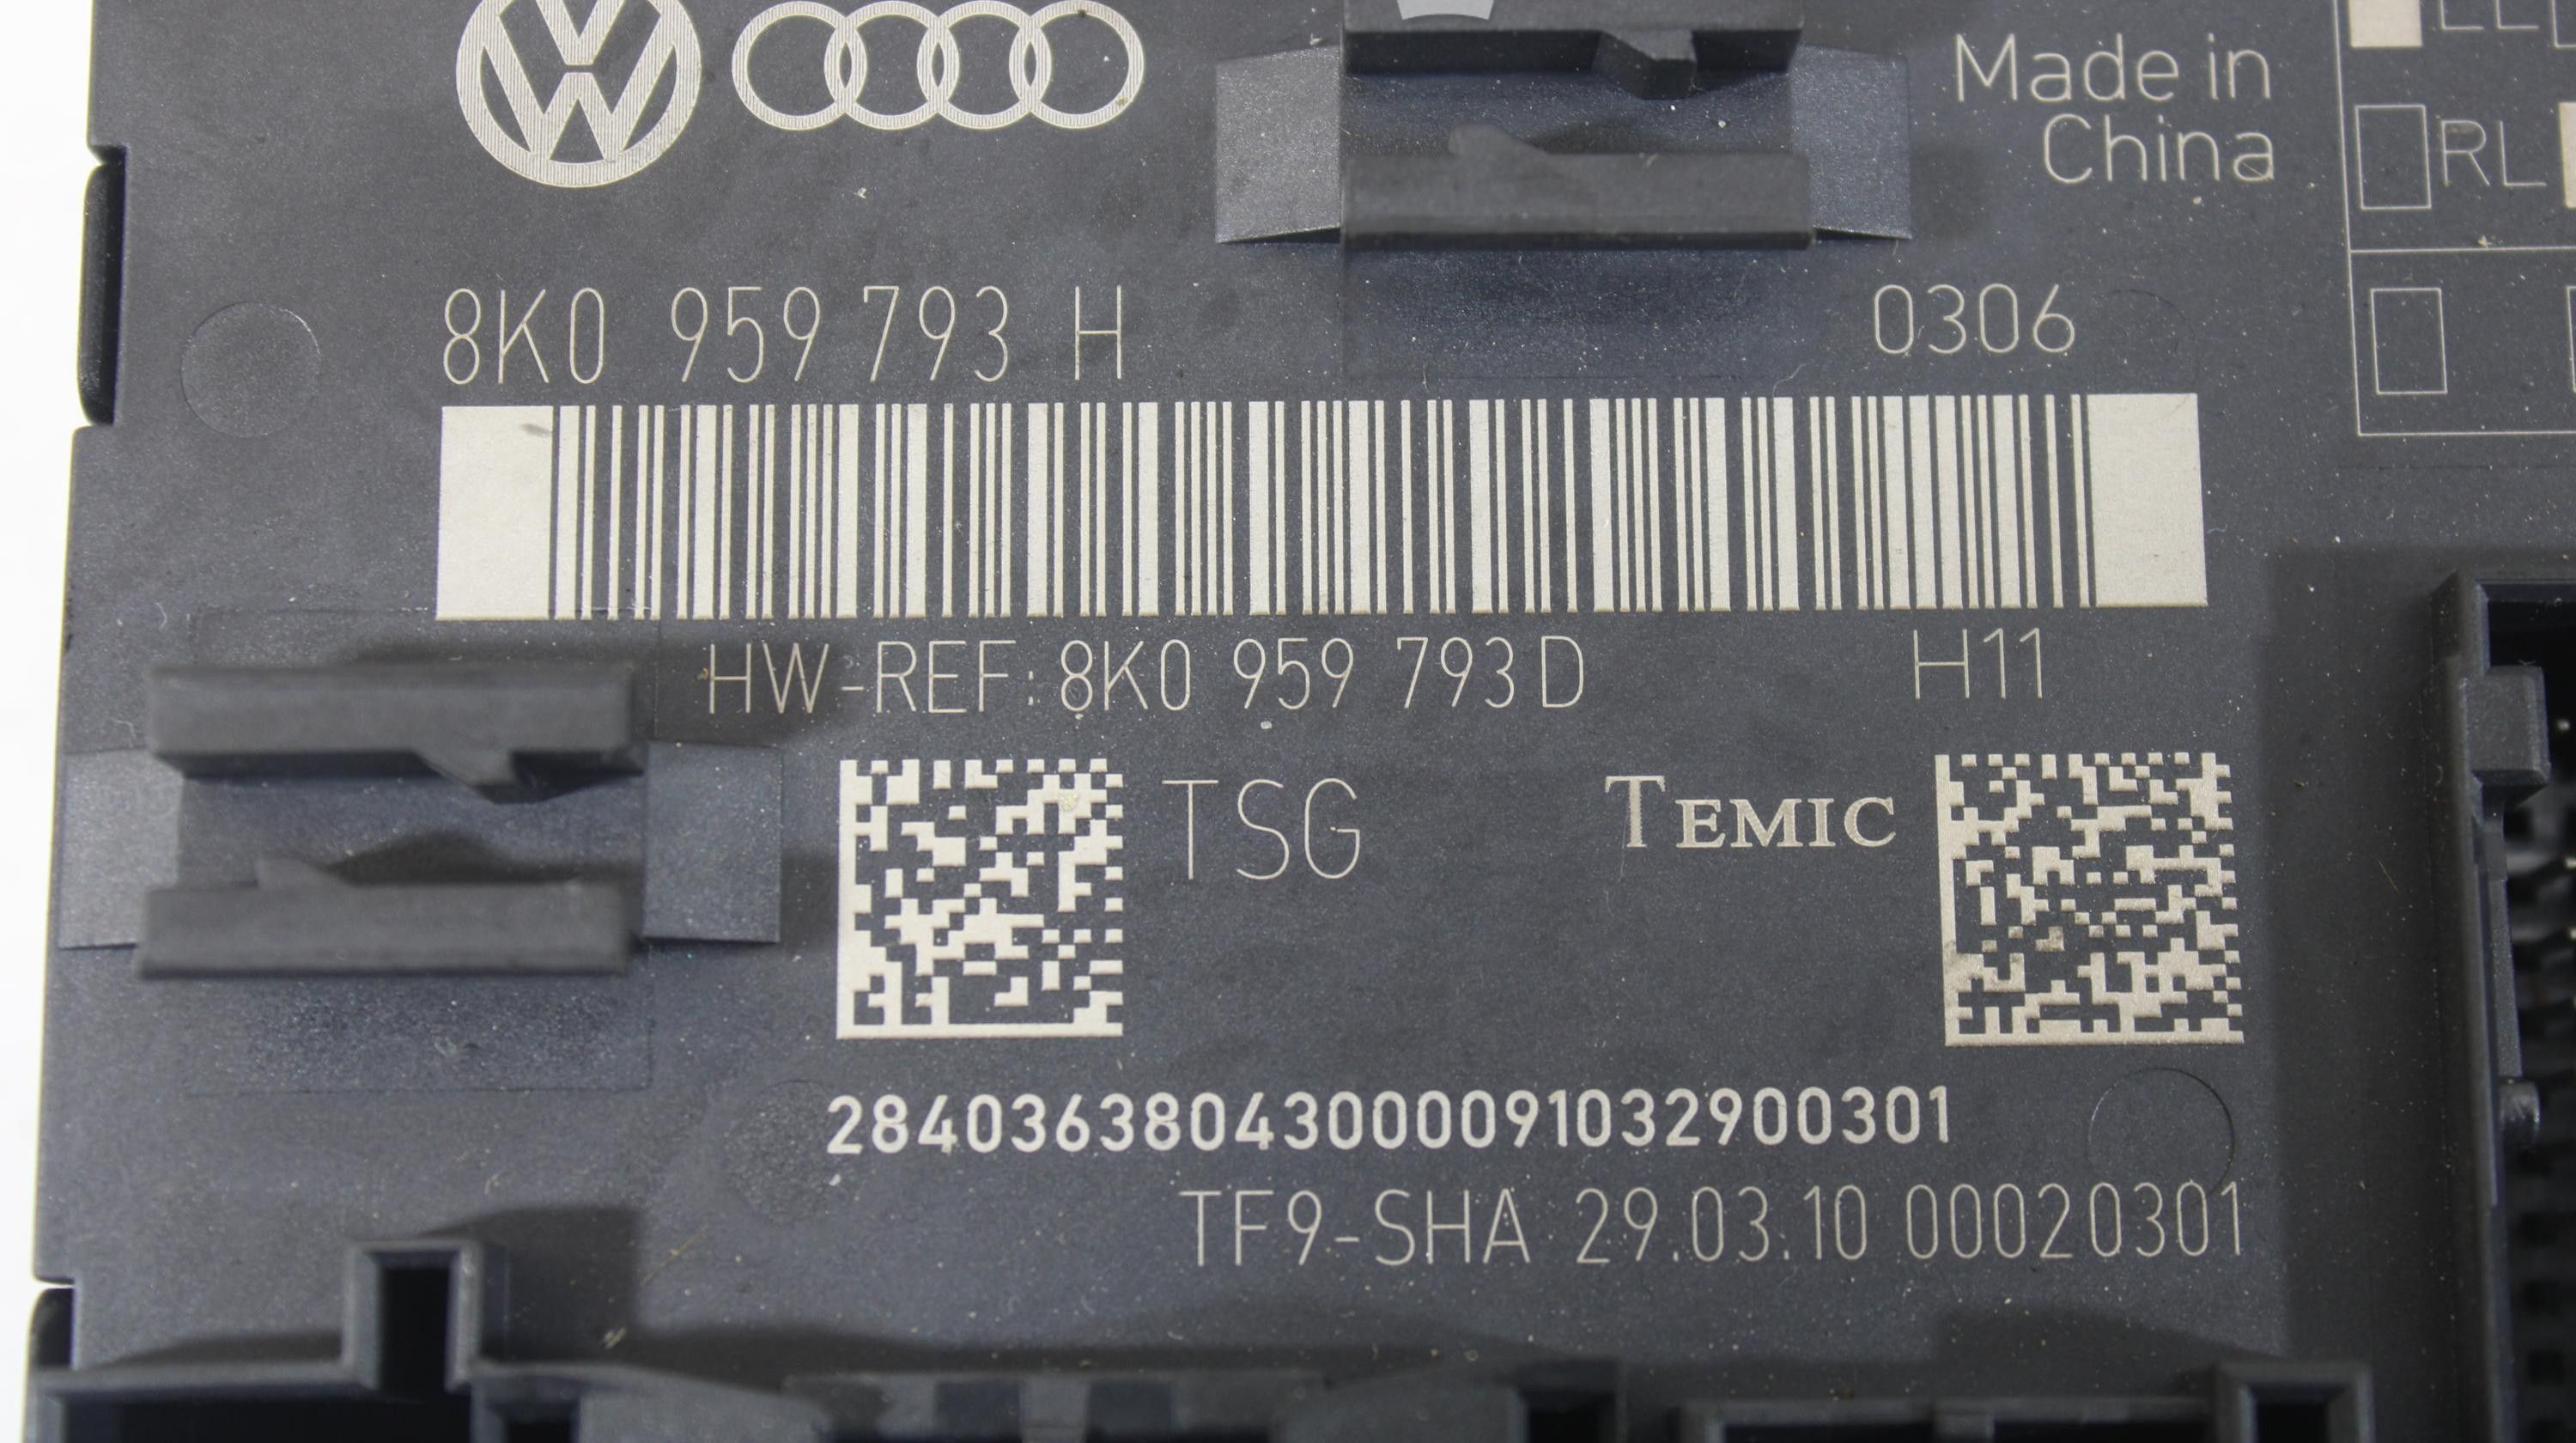 Made in
China
RL
8K0 959 793 H 0306
HW-REF: 8K0 959 793 D H11
TSG TEMIC
28403638043000091032900301
TF9-SHA 29.03.10 00020301